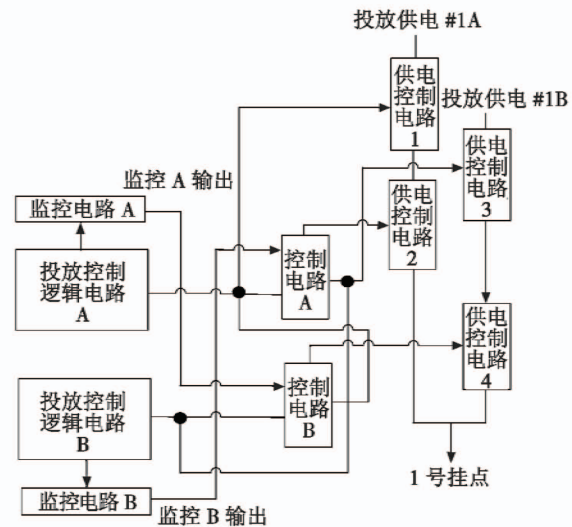 投放供电 #1A
供电
控制
电路
1
投放供电 #1B
供电
控制
电路
3
监控 A 输出
监控电路 A
供电
控制
电路
2
投放控制
逻辑电路
A
控制
电路
A
供电
控制
电路
4
投放控制
逻辑电路
B
控制
电路
B
1 号挂点
监控电路 B
监控 B 输出